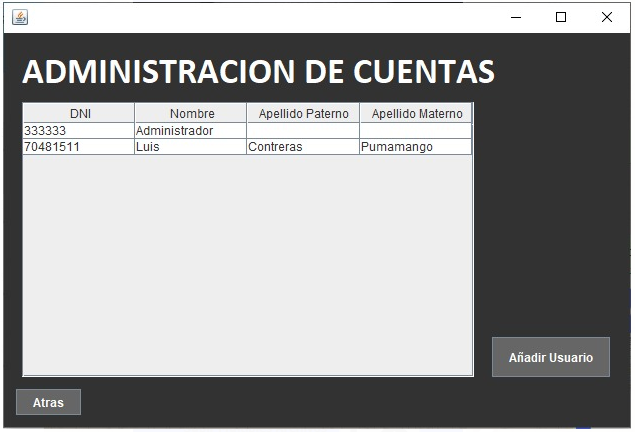 ADMINISTRACION DE CUENTAS
DNI Nombre Apellido Paterno Apellido Materno
333333 Administrador
70481511 Luis Contreras Pumamango
Añadir Usuario
Atras